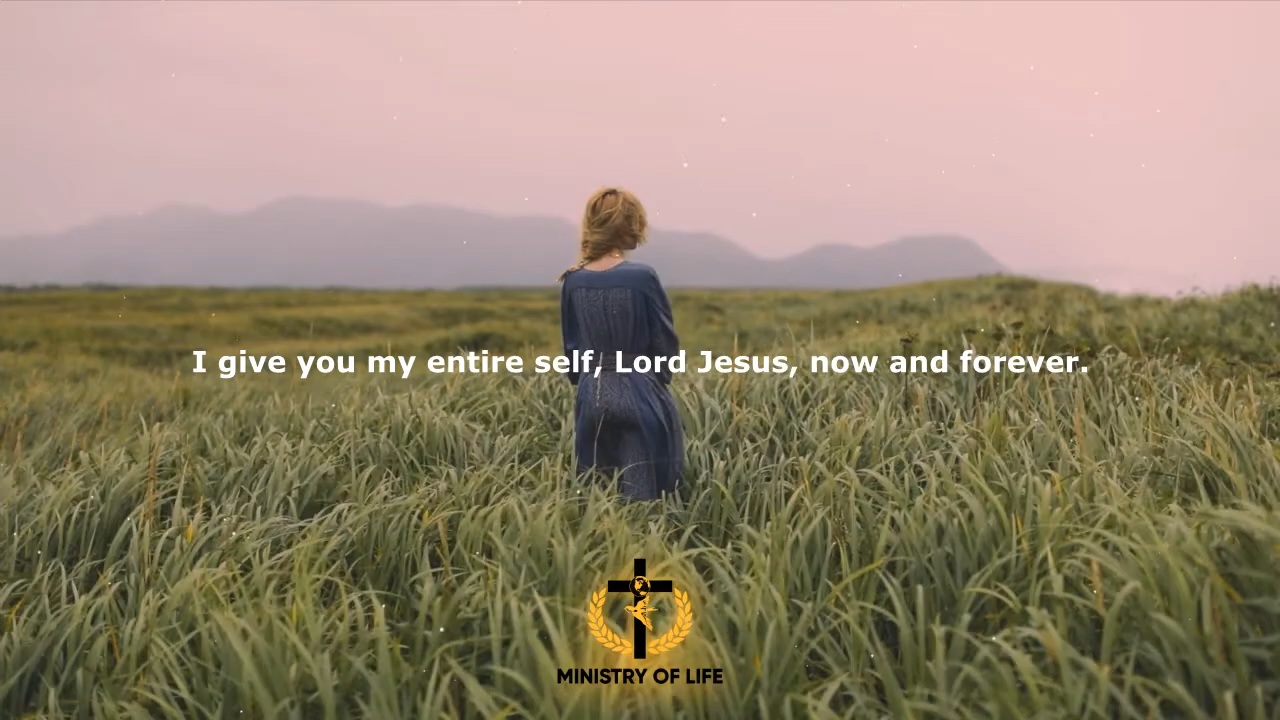 I give you my entire self, Lord Jesus, now and forever.
MINISTRY OF LIFE